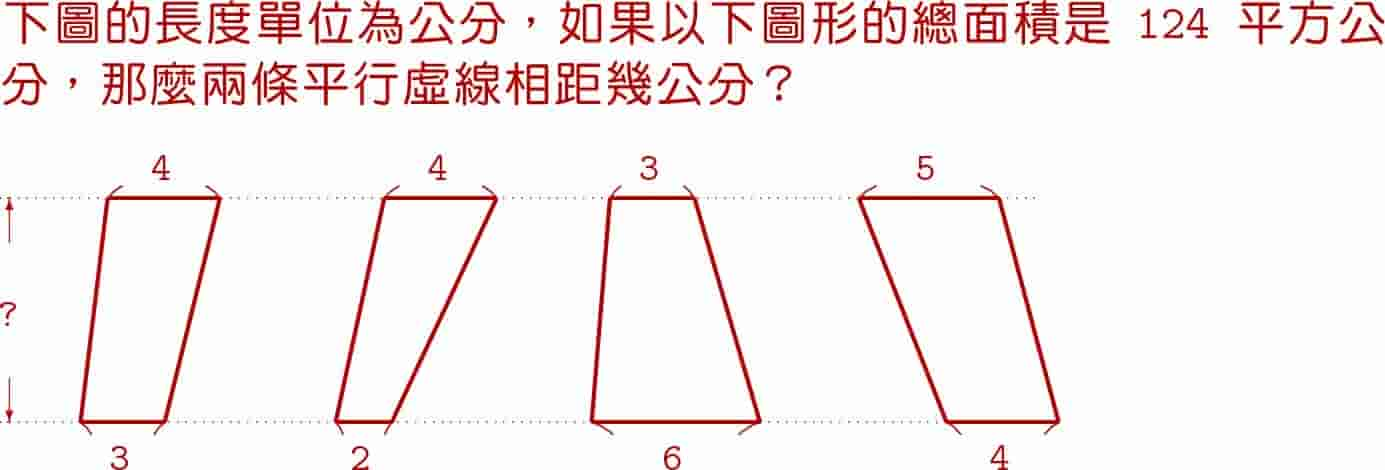 下圖的長度單位為公分，如果以下圖形的總面積是 124 平方公
分，那麼兩條平行虛線相距幾公分？
4 4 3 5
?
3 2 6 4